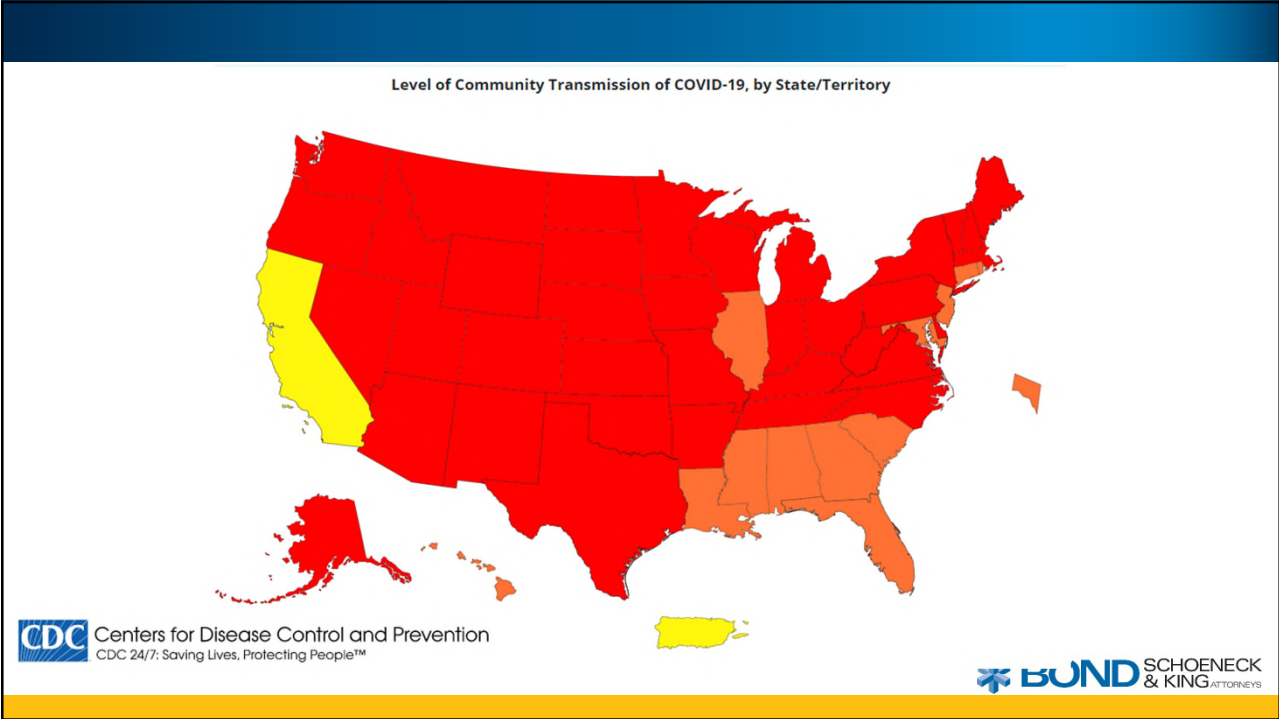 Level of Community Transmission of COVID-19, by State/Territory
CDC Centers for Disease Control and Prevention
CDC 24/7: Saving Lives, Protecting People™
BOND SCHOENECK
& KING ATTORNEYS